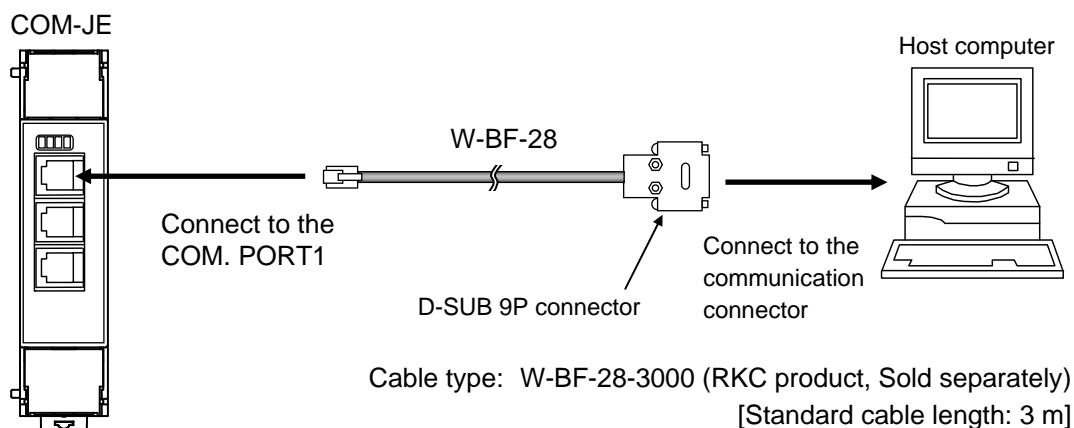 COM-JE
Host computer
W-BF-28
Connect to the
COM. PORT1
Connect to the
communication
connector
D-SUB 9P connector
Cable type: W-BF-28-3000 (RKC product, Sold separately)
[Standard cable length: 3 m]